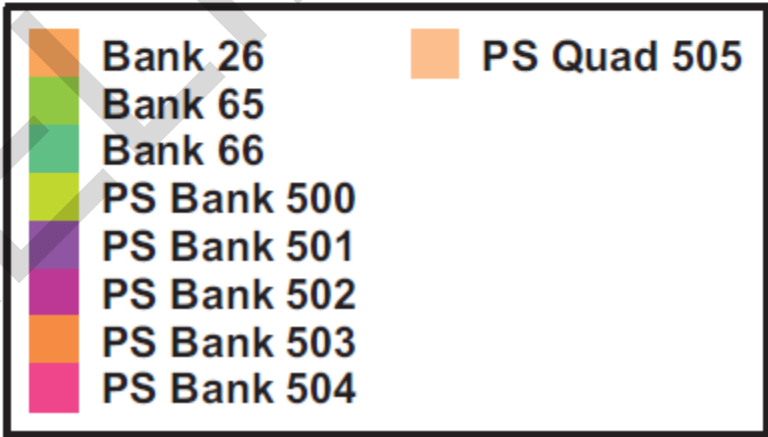 Bank 26
Bank 65
Bank 66
PS Bank 500
PS Bank 501
PS Bank 502
PS Bank 503
PS Bank 504
PS Quad 505